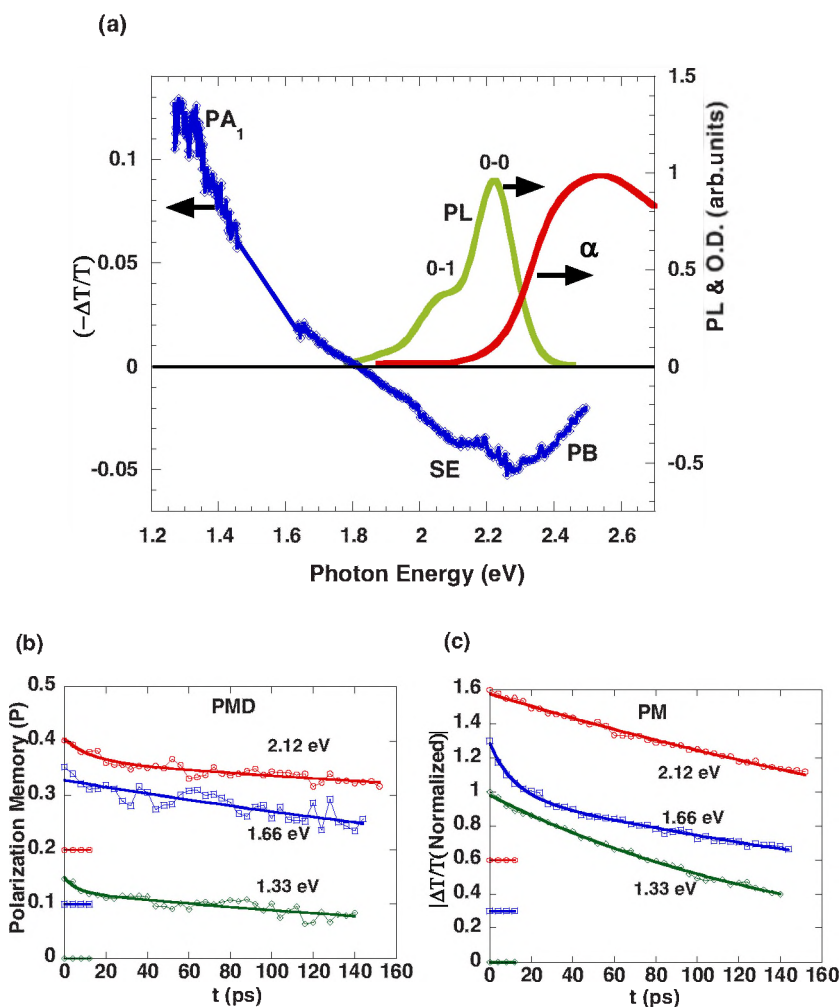 (a)
1.5
1
0.5
0
-0.5
PL & O.D. (arb.units)
0.1
0.05
0
-0.05
(−ΔT/T)
PA1
0-0
PL
0-1
α
SE
PB
1.2 1.4 1.6 1.8 2 2.2 2.4 2.6
Photon Energy (eV)
(b)
PMD
0.5
0.4
0.3
0.2
0.1
0
Polarization Memory (P)
2.12 eV
1.66 eV
1.33 eV
0 20 40 60 80 100 120 140 160
t (ps)
(c)
PM
1.6
1.4
1.2
1
0.8
0.6
0.4
0.2
0
|ΔT/T(Normalized)|
2.12 eV
1.66 eV
1.33 eV
0 20 40 60 80 100 120 140 160
t (ps)